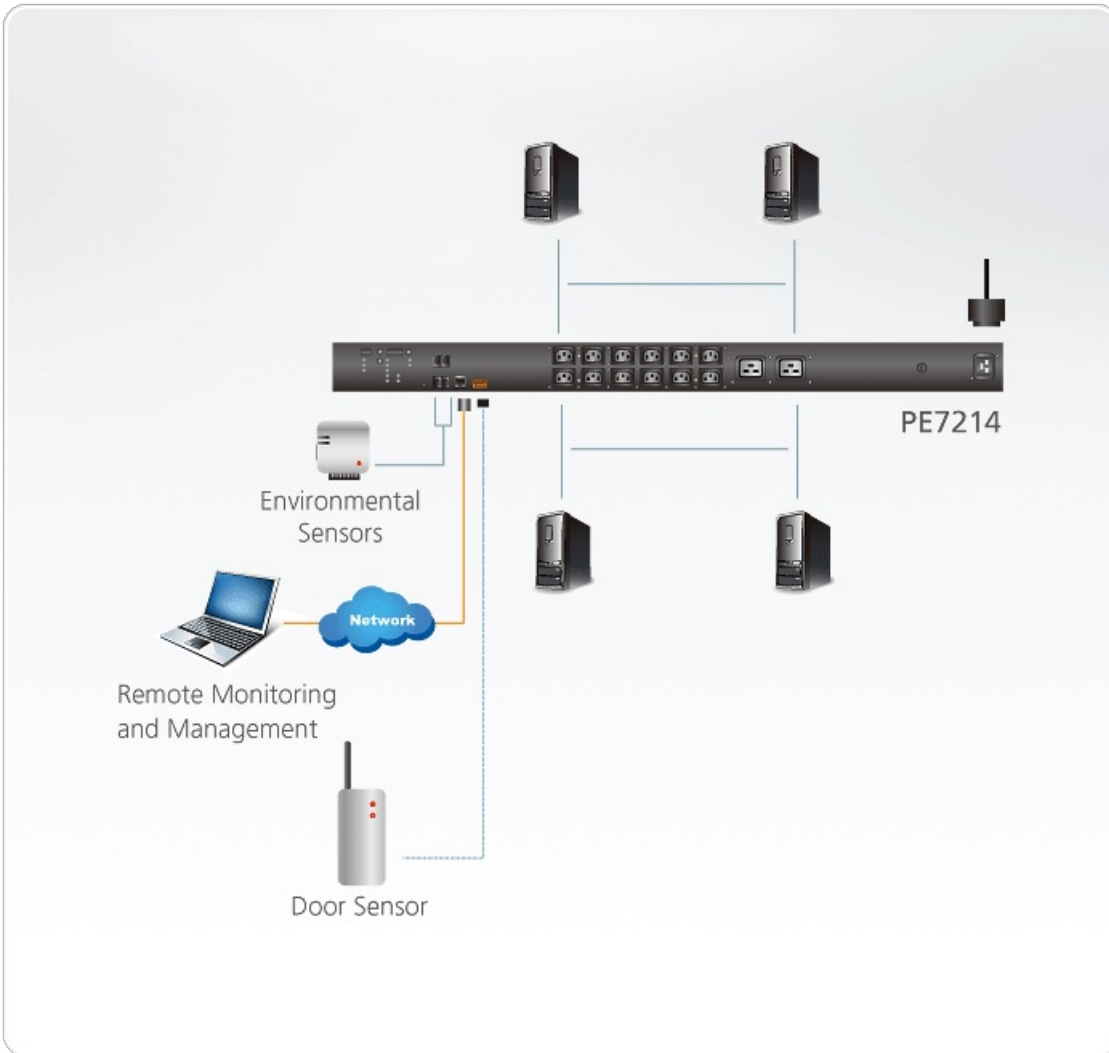 PE7214
Environmental
Sensors
Network
Remote Monitoring
and Management
Door Sensor